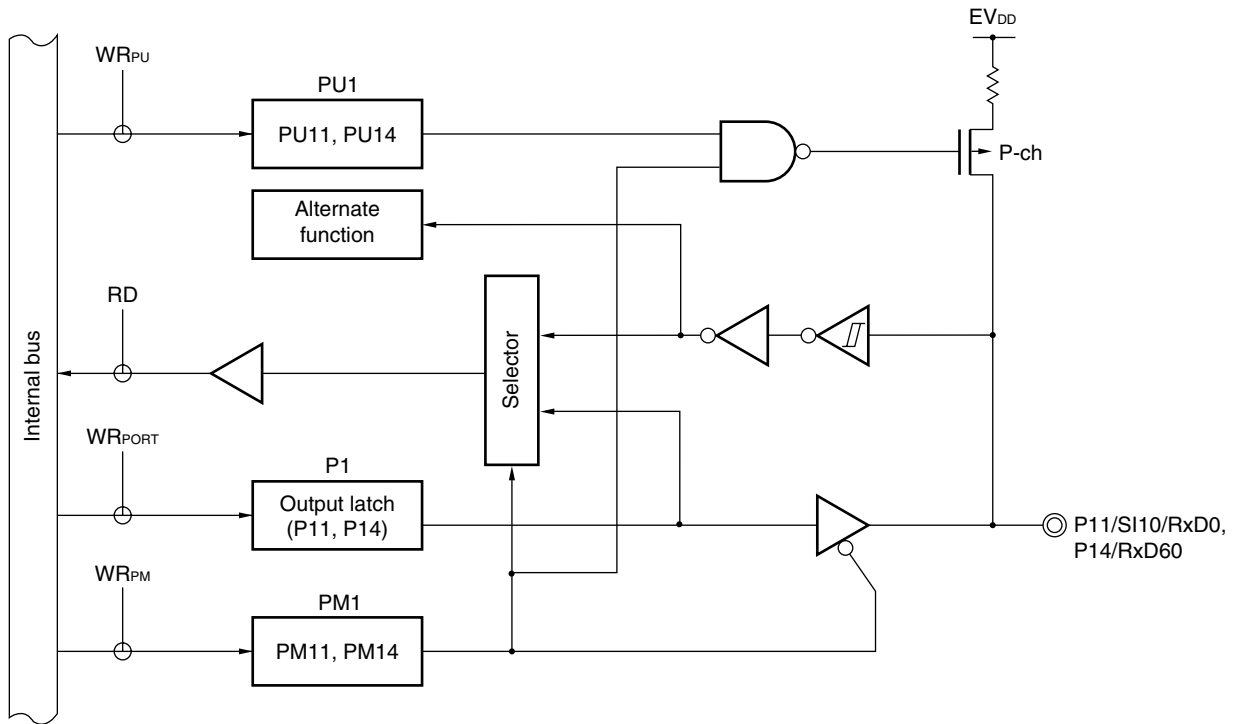 EVDD
WRPU
PU1
PU11, PU14
P-ch
Alternate
function
RD
Selector
Internal bus
WRPORT
P1
Output latch
(P11, P14)
P11/SI10/RxD0,
P14/RxD60
WRPM
PM1
PM11, PM14